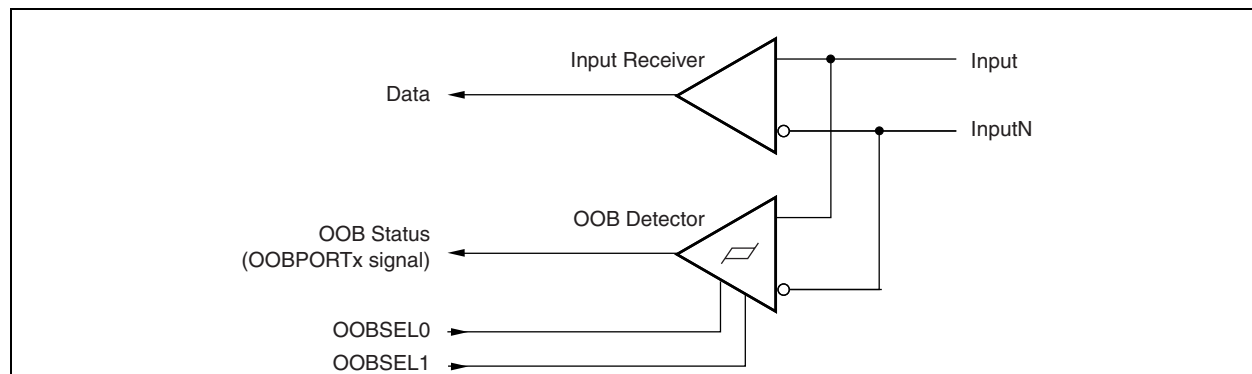 Input Receiver
Input
Data
InputN
OOB Detector
OOB Status
(OOBPORTx signal)
OOBSEL0
OOBSEL1